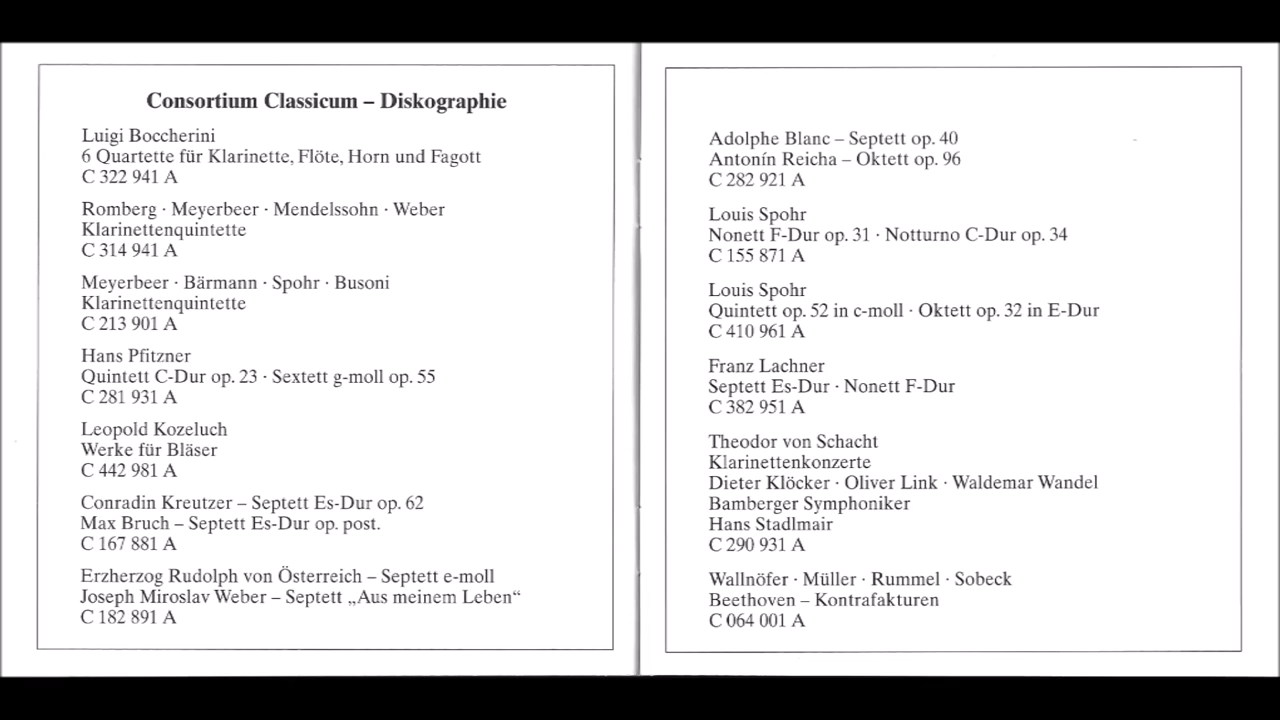 Consortium Classicum – Diskographie
Luigi Boccherini
6 Quartette für Klarinette, Flöte, Horn und Fagott
C 322 941 A
Romberg · Meyerbeer · Mendelssohn · Weber
Klarinettenquintette
C 314 941 A
Meyerbeer · Bärmann · Spohr · Busoni
Klarinettenquintette
C 213 901 A
Hans Pfitzner
Quintett C-Dur op. 23 · Sextett g-moll op. 55
C 281 931 A
Leopold Kozeluch
Werke für Bläser
C 442 981 A
Conradin Kreutzer – Septett Es-Dur op. 62
Max Bruch – Septett Es-Dur op. post.
C 167 881 A
Erzherzog Rudolph von Österreich – Septett e-moll
Joseph Miroslav Weber – Septett „Aus meinem Leben“
C 182 891 A
Adolphe Blanc – Septett op. 40
Antonín Reicha – Oktett op. 96
C 282 921 A
Louis Spohr
Nonett F-Dur op. 31 · Notturno C-Dur op. 34
C 155 871 A
Louis Spohr
Quintett op. 52 in c-moll · Oktett op. 32 in E-Dur
C 410 961 A
Franz Lachner
Septett Es-Dur · Nonett F-Dur
C 382 951 A
Theodor von Schacht
Klarinettenkonzerte
Dieter Klöcker · Oliver Link · Waldemar Wandel
Bamberger Symphoniker
Hans Stadlmair
C 290 931 A
Wallnöfer · Müller · Rummel · Sobeck
Beethoven – Kontrafakturen
C 064 001 A